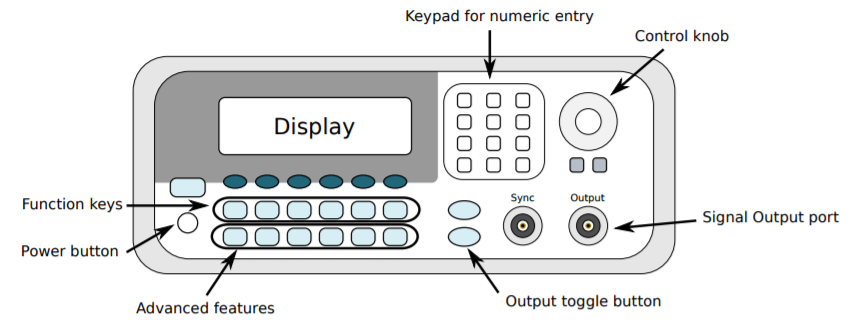 Keypad for numeric entry
Control knob
Display
Function keys
Sync
Output
Signal Output port
Power button
Advanced features
Output toggle button